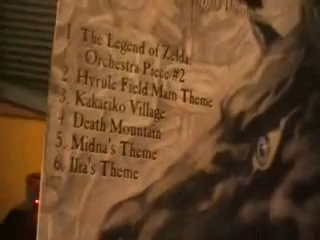 1 The Legend of Zelda:
Orchestra Piece #2
2 Hyrule Field Main Theme
3. Kakariko Village
4 Death Mountain
5. Midna's Theme
6. Ilia's Theme